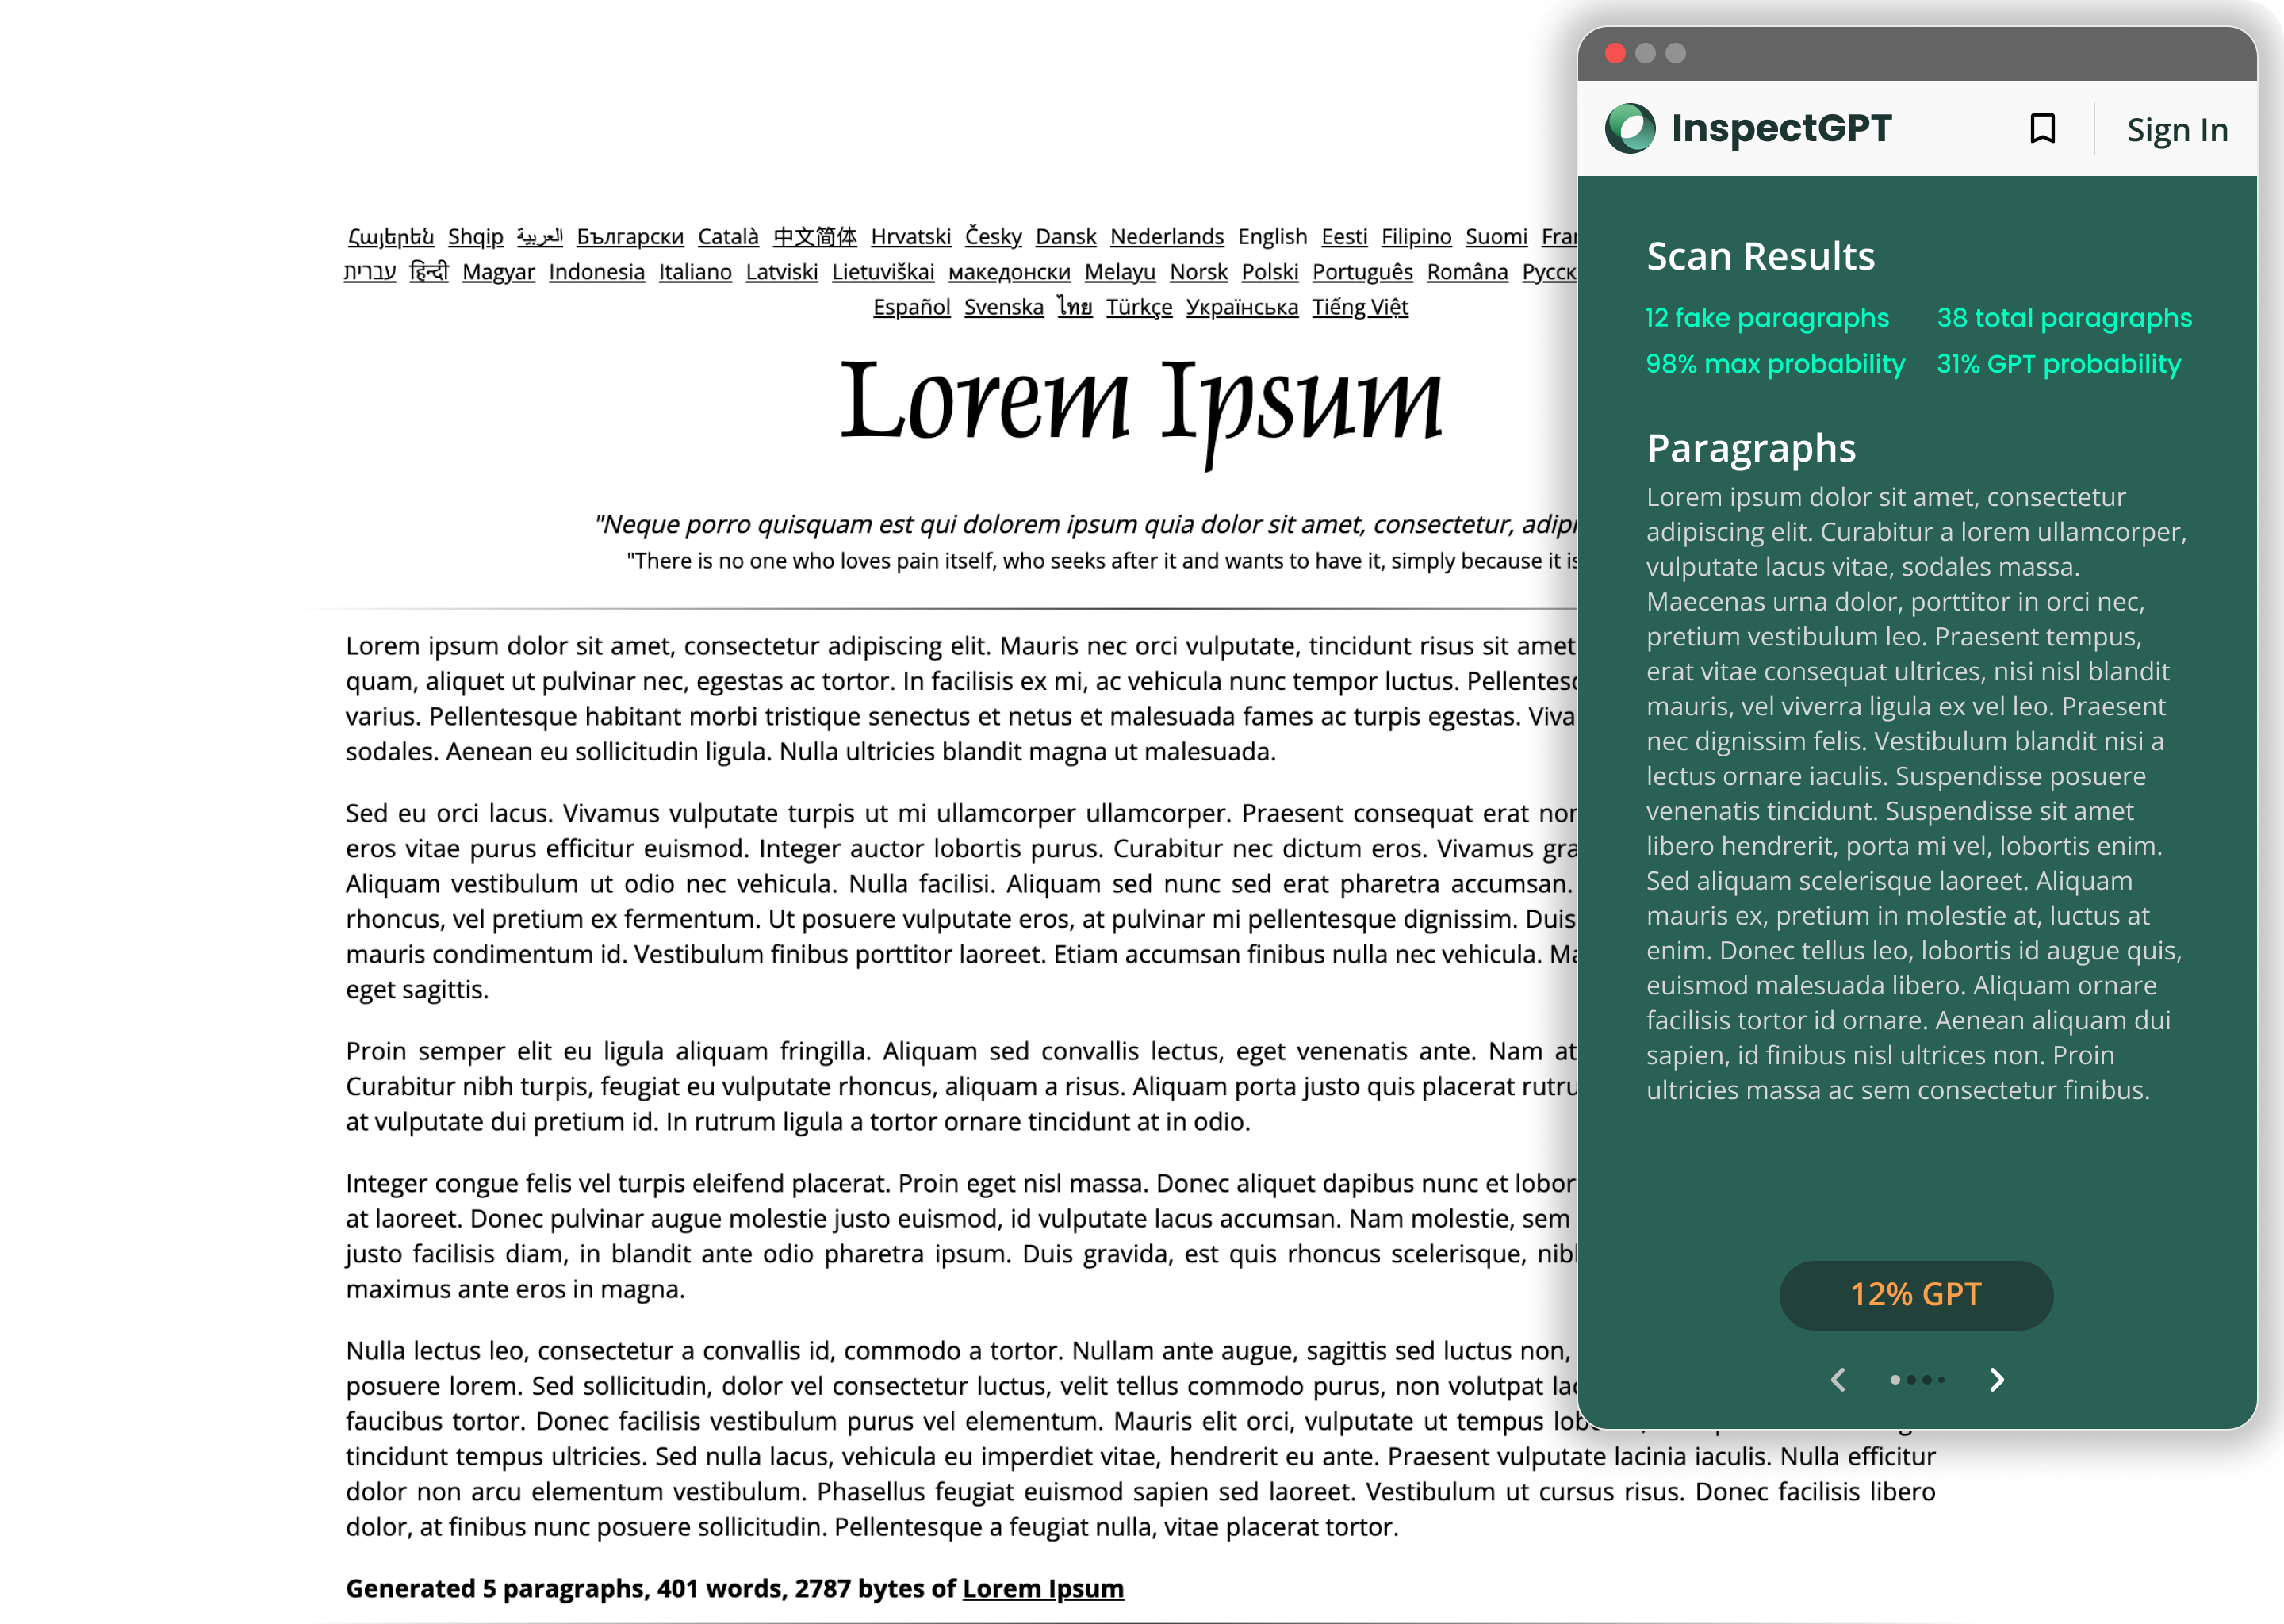 Հայերեն Shqip العربية Български Català 中文简体 Hrvatski Česky Dansk Nederlands English Eesti Filipino Suomi
עברית हिन्दी Magyar Indonesia Italiano Latviski Lietuviškai македонски Melayu Norsk Polski Português Româna
Español Svenska ไทย Türkçe Українська Tiếng Việt
Lorem Ipsum
"Neque porro quisquam est qui dolorem ipsum quia dolor sit amet, consectetur,
"There is no one who loves pain itself, who seeks after it and wants to have it, simply because it
Lorem ipsum dolor sit amet, consectetur adipiscing elit. Mauris nec orci vulputate, tincidunt risus sit amet
quam, aliquet ut pulvinar nec, egestas ac tortor. In facilisis ex mi, ac vehicula nunc tempor luctus.
varius. Pellentesque habitant morbi tristique senectus et netus et malesuada fames ac turpis egestas.
sodales. Aenean eu sollicitudin ligula. Nulla ultricies blandit magna ut malesuada.
Sed eu orci lacus. Vivamus vulputate turpis ut mi ullamcorper ullamcorper. Praesent consequat erat
eros vitae purus efficitur euismod. Integer auctor lobortis purus. Curabitur nec dictum eros. Vivamus
Aliquam vestibulum ut odio nec vehicula. Nulla facilisi. Aliquam sed nunc sed erat pharetra accumsan.
rhoncus, vel pretium ex fermentum. Ut posuere vulputate eros, at pulvinar mi pellentesque dignissim. Duis
mauris condimentum id. Vestibulum finibus porttitor laoreet. Etiam accumsan finibus nulla nec vehicula.
eget sagittis.
Proin semper elit eu ligula aliquam fringilla. Aliquam sed convallis lectus, eget venenatis ante. Nam at
Curabitur nibh turpis, feugiat eu vulputate rhoncus, aliquam a risus. Aliquam porta justo quis placerat
at vulputate dui pretium id. In rutrum ligula a tortor ornare tincidunt at in odio.
Integer congue felis vel turpis eleifend placerat. Proin eget nisl massa. Donec aliquet dapibus nunc et
at laoreet. Donec pulvinar augue molestie justo euismod, id vulputate lacus accumsan. Nam molestie, sem
justo facilisis diam, in blandit ante odio pharetra ipsum. Duis gravida, est quis rhoncus scelerisque,
maximus ante eros in magna.
Nulla lectus leo, consectetur a convallis id, commodo a tortor. Nullam ante augue, sagittis sed luctus non,
posuere lorem. Sed sollicitudin, dolor vel consectetur luctus, velit tellus commodo purus, non volutpat
faucibus tortor. Donec facilisis vestibulum purus vel elementum. Mauris elit orci, vulputate ut tempus
tincidunt tempus ultricies. Sed nulla lacus, vehicula eu imperdiet vitae, hendrerit eu ante. Praesent vulputate lacinia iaculis. Nulla efficitur
dolor non arcu elementum vestibulum. Phasellus feugiat euismod sapien sed laoreet. Vestibulum ut cursus risus. Donec facilisis libero
dolor, at finibus nunc posuere sollicitudin. Pellentesque a feugiat nulla, vitae placerat tortor.
Generated 5 paragraphs, 401 words, 2787 bytes of Lorem Ipsum
InspectGPT
Sign In
Scan Results
12 fake paragraphs 38 total paragraphs
98% max probability 31% GPT probability
Paragraphs
Lorem ipsum dolor sit amet, consectetur
adipiscing elit. Curabitur a lorem ullamcorper,
vulputate lacus vitae, sodales massa.
Maecenas urna dolor, porttitor in orci nec,
pretium vestibulum leo. Praesent tempus,
erat vitae consequat ultrices, nisi nisl blandit
mauris, vel viverra ligula ex vel leo. Praesent
nec dignissim felis. Vestibulum blandit nisi a
lectus ornare iaculis. Suspendisse posuere
venenatis tincidunt. Suspendisse sit amet
libero hendrerit, porta mi vel, lobortis enim.
Sed aliquam scelerisque laoreet. Aliquam
mauris ex, pretium in molestie at, luctus at
enim. Donec tellus leo, lobortis id augue quis,
euismod malesuada libero. Aliquam ornare
facilisis tortor id ornare. Aenean aliquam dui
sapien, id finibus nisl ultrices non. Proin
ultricies massa ac sem consectetur finibus.
12% GPT